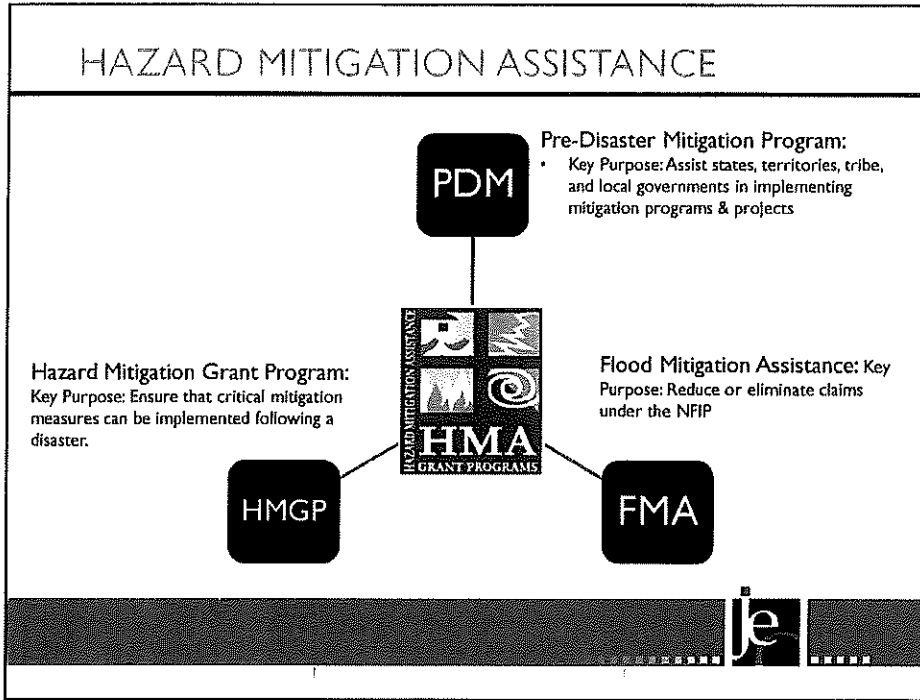 HAZARD MITIGATION ASSISTANCE
PDM
Pre-Disaster Mitigation Program:
• Key Purpose: Assist states, territories, tribe,
and local governments in implementing
mitigation programs & projects
Hazard Mitigation Grant Program:
Key Purpose: Ensure that critical mitigation
measures can be implemented following a
disaster.
HAZARD MITIGATION ASSISTANCE
HMA
GRANT PROGRAMS
Flood Mitigation Assistance: Key
Purpose: Reduce or eliminate claims
under the NFIP
HMGP
FMA
je